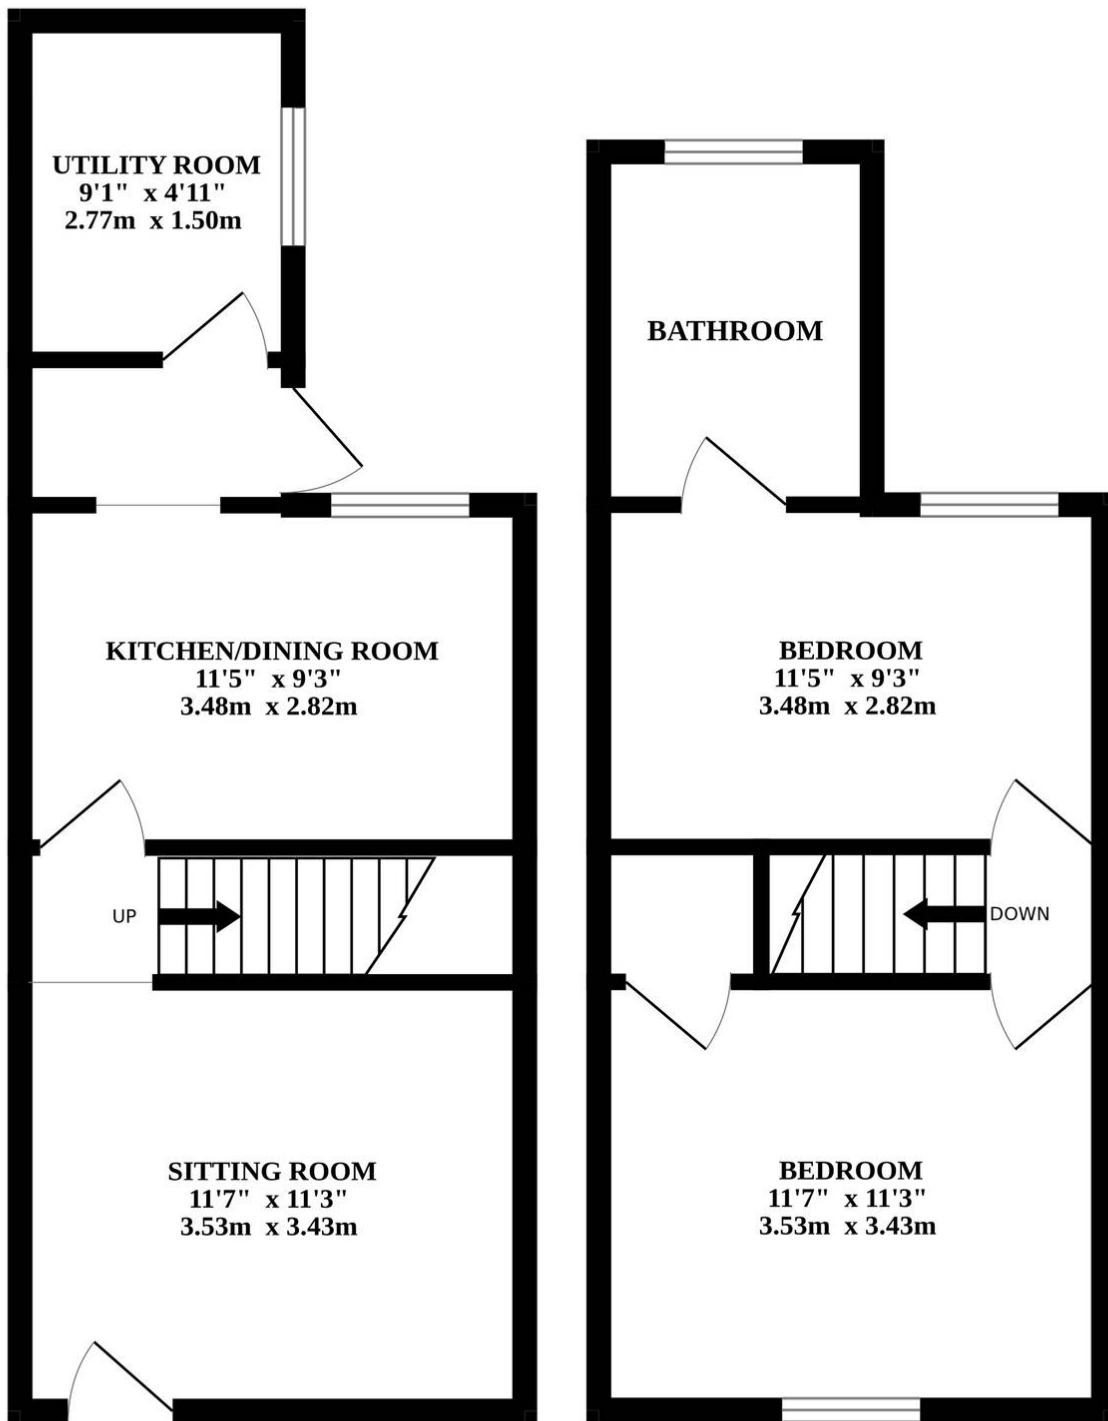 UTILITY ROOM
9'1" x 4'11"
2.77m x 1.50m
KITCHEN/DINING ROOM
11'5" x 9'3"
3.48m x 2.82m
UP
SITTING ROOM
11'7" x 11'3"
3.53m x 3.43m
BATHROOM
BEDROOM
11'5" x 9'3"
3.48m x 2.82m
DOWN
BEDROOM
11'7" x 11'3"
3.53m x 3.43m